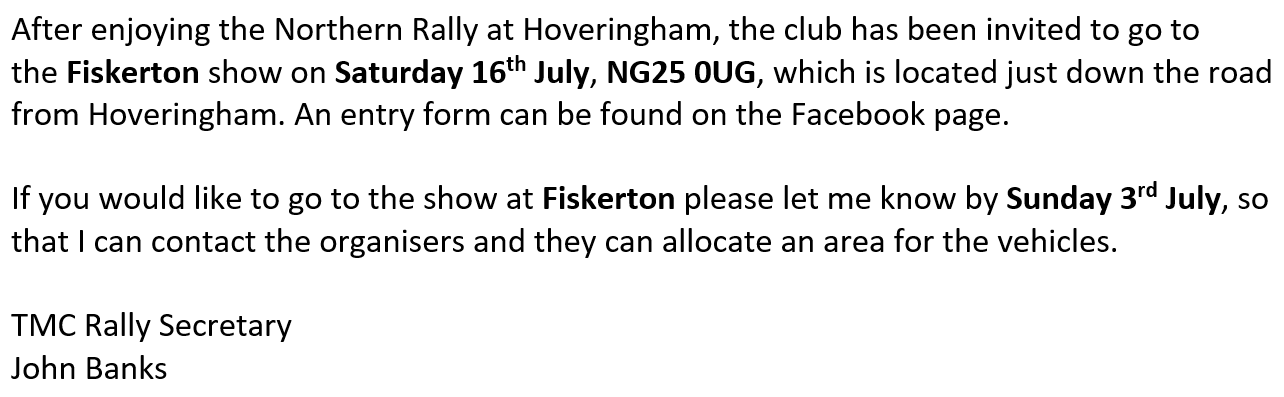 After enjoying the Northern Rally at Hoveringham, the club has been invited to go to
the Fiskerton show on Saturday 16th July, NG25 0UG, which is located just down the road
from Hoveringham. An entry form can be found on the Facebook page.
If you would like to go to the show at Fiskerton please let me know by Sunday 3rd July, so
that I can contact the organisers and they can allocate an area for the vehicles.
TMC Rally Secretary
John Banks